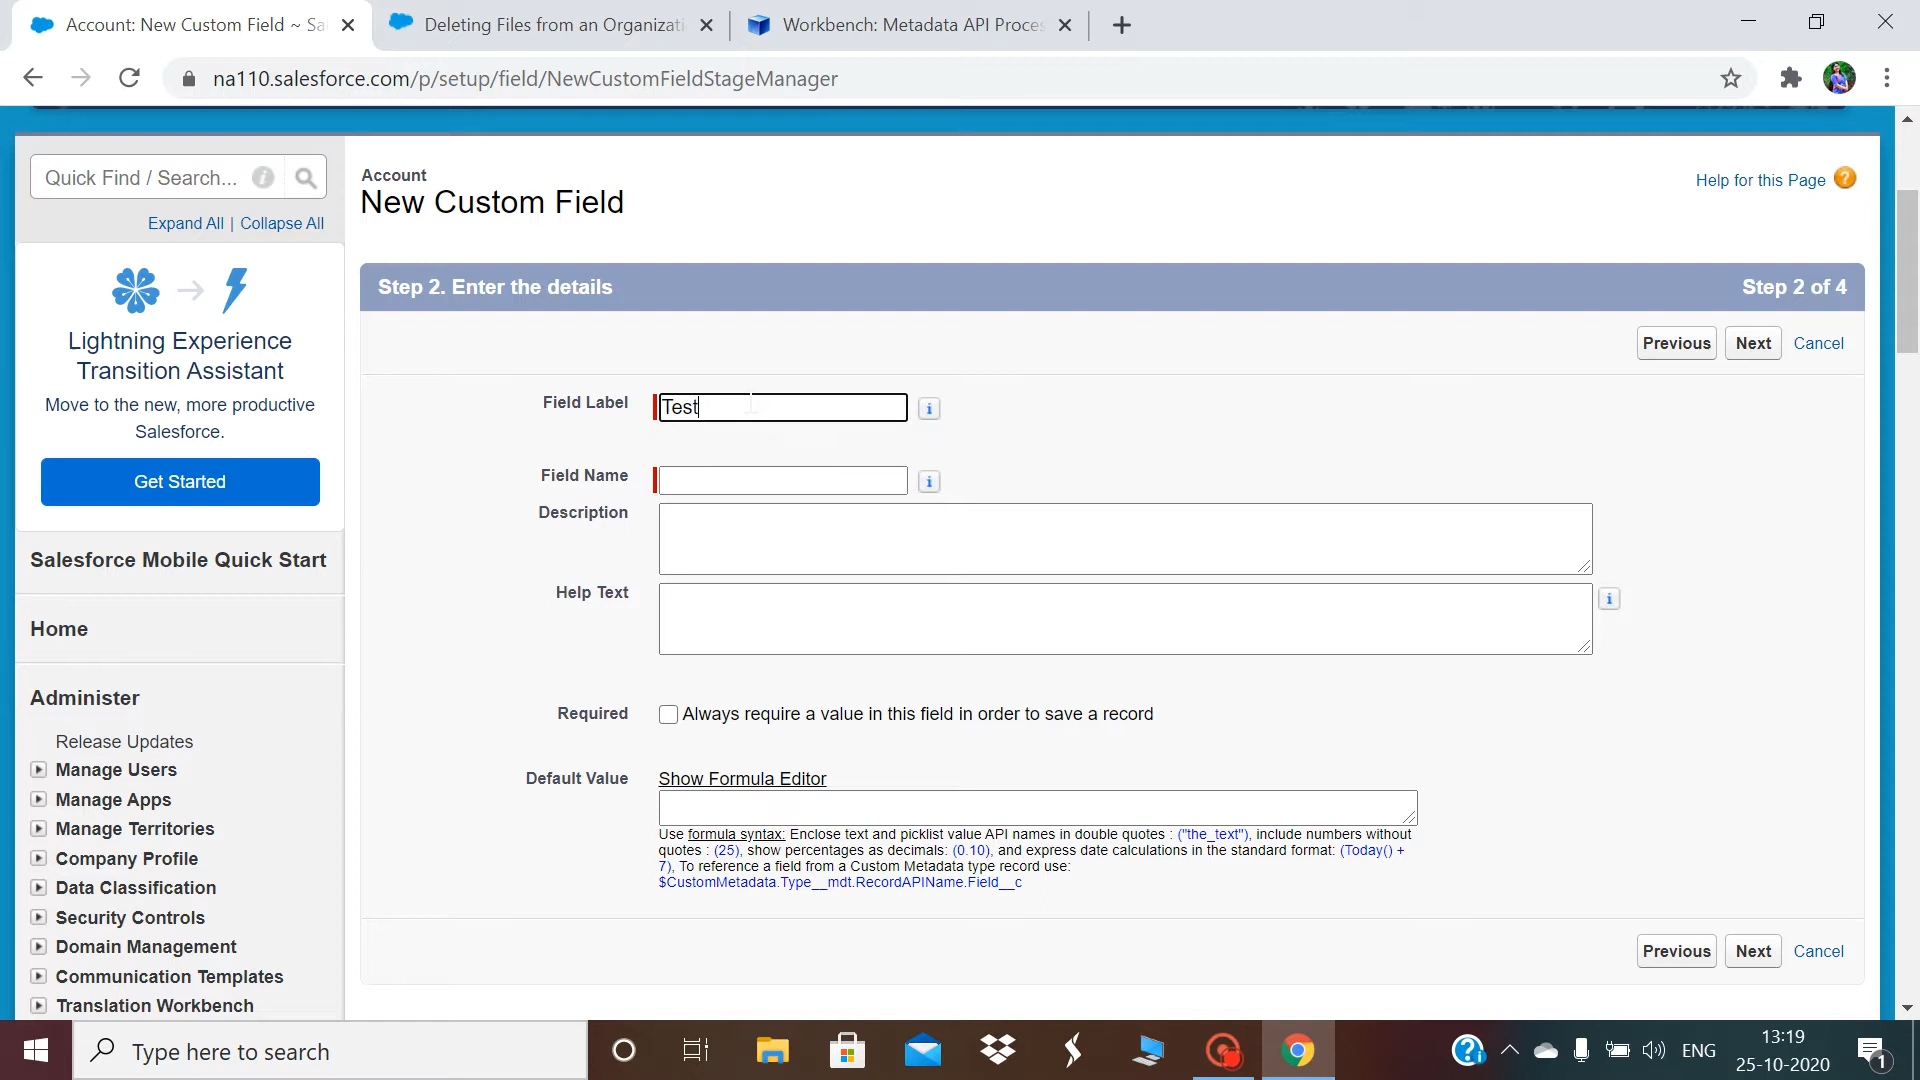 Account: New Custom Field ~ Sa
Deleting Files from an Organizati
Workbench: Metadata API Proces
na110.salesforce.com/p/setup/field/NewCustomFieldStageManager
Quick Find / Search...
Expand All | Collapse All
Lightning Experience
Transition Assistant
Move to the new, more productive
Salesforce.
Get Started
Salesforce Mobile Quick Start
Home
Administer
Release Updates
Manage Users
Manage Apps
Manage Territories
Company Profile
Data Classification
Security Controls
Domain Management
Communication Templates
Translation Workbench
Account
New Custom Field
Help for this Page ?
Step 2. Enter the details
Step 2 of 4
Previous Next Cancel
Field Label Test
Field Name
Description
Help Text
Required Always require a value in this field in order to save a record
Default Value Show Formula Editor
Use formula syntax: Enclose text and picklist value API names in double quotes : ("the_text"), include numbers without
quotes : (25), show percentages as decimals: (0.10), and express date calculations in the standard format: (Today() +
7), To reference a field from a Custom Metadata type record use:
$CustomMetadata.Type__mdt.RecordAPIName.Field__c
Previous Next Cancel
Type here to search
ENG
13:19
25-10-2020
1